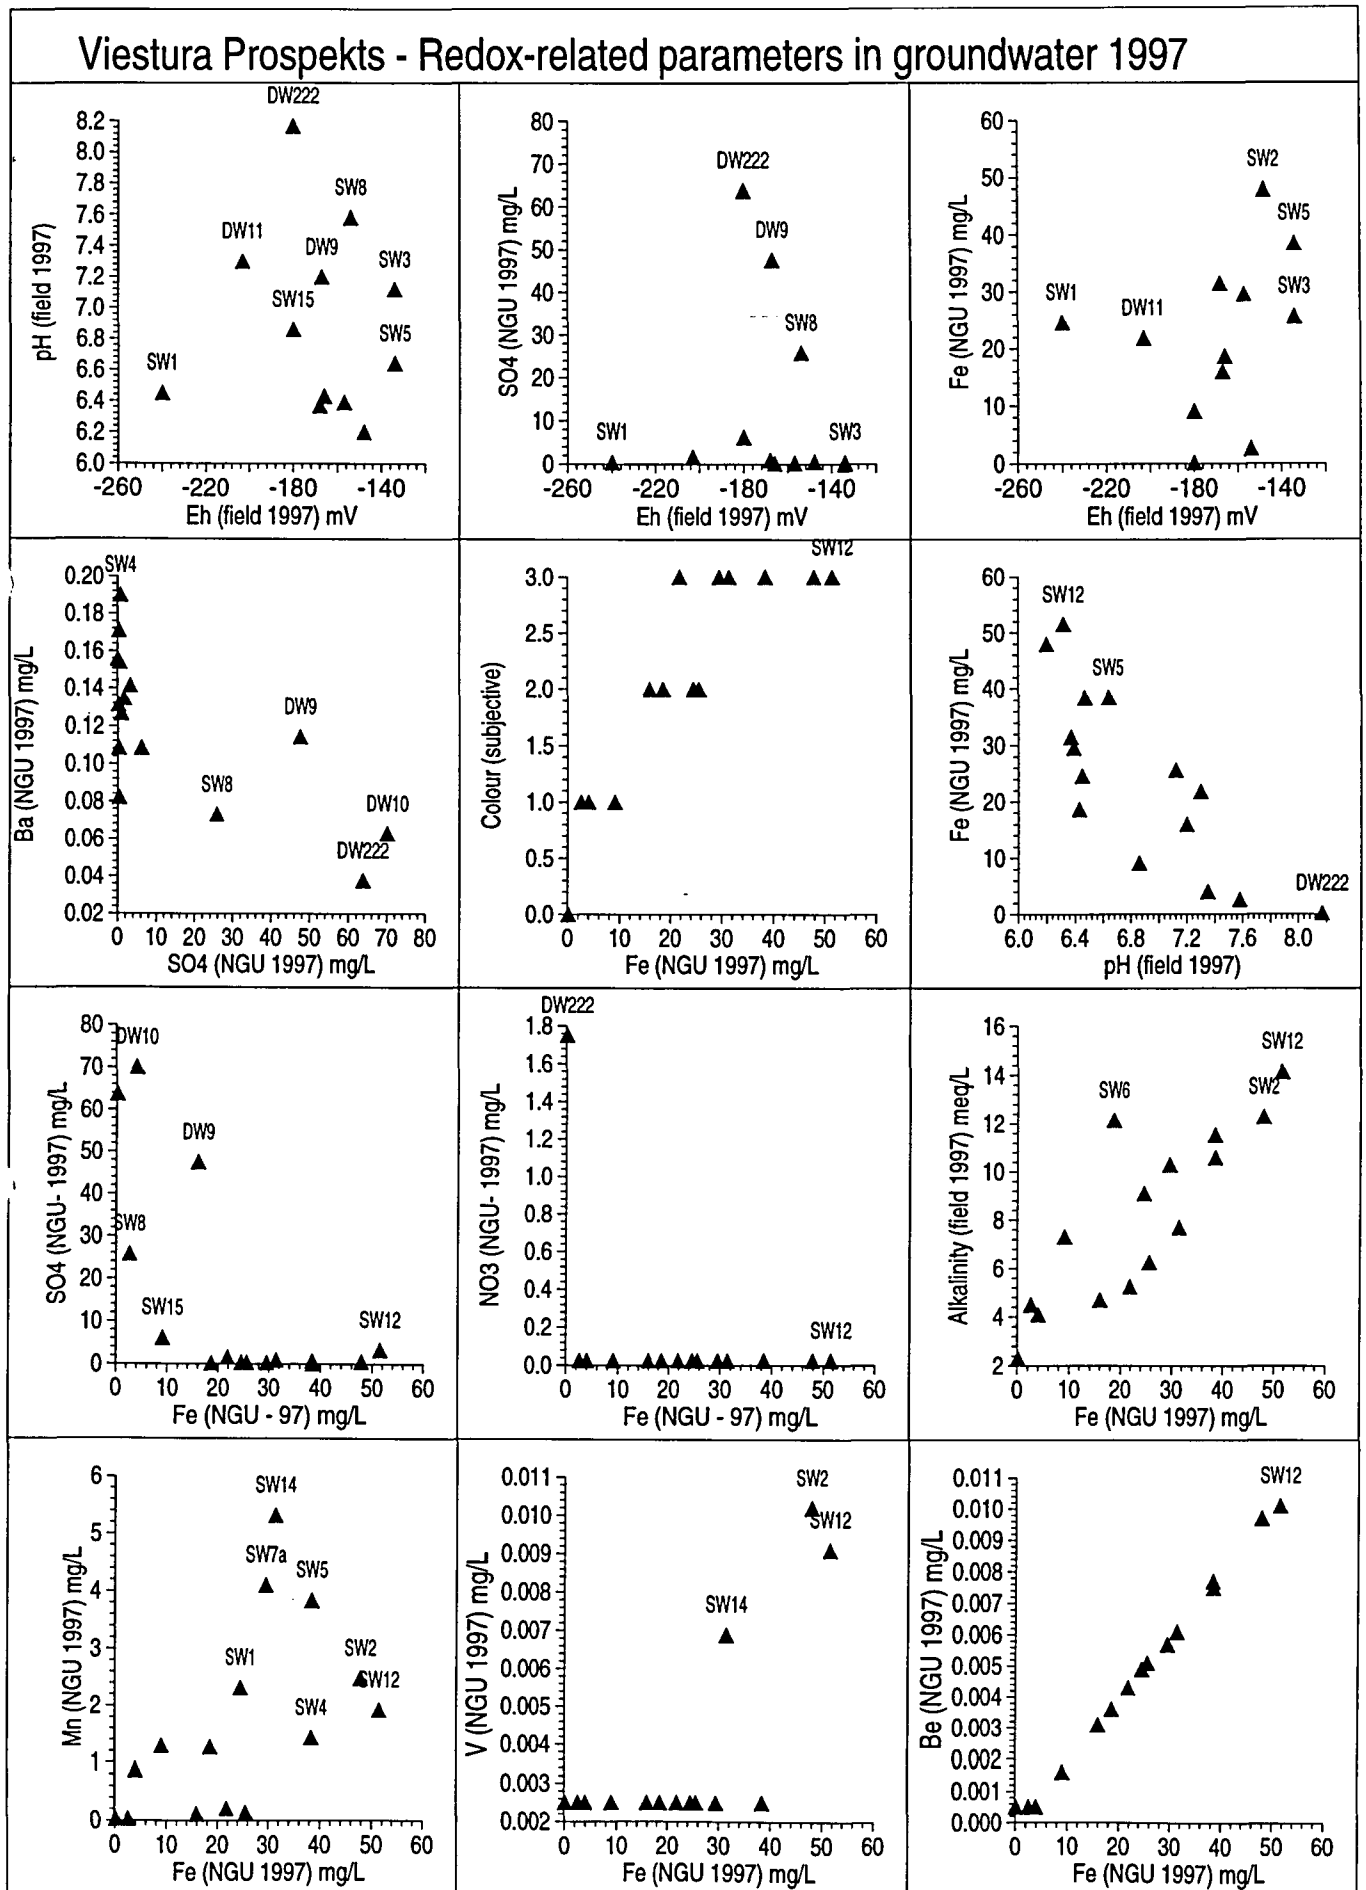 Viestura Prospekts - Redox-related parameters in groundwater 1997
DW222
8.2
8.0
7.8
7.6
7.4
7.2
7.0
6.8
6.6
6.4
6.2
6.0
pH (field 1997)
SW8
DW11
DW9
SW3
SW15
SW5
SW1
-260 -220 -180 -140
Eh (field 1997) mV
80
70
60
50
40
30
20
10
0
SO4 (NGU 1997) mg/L
DW222
DW9
SW8
SW1
SW3
-260 -220 -180 -140
Eh (field 1997) mV
60
50
40
30
20
10
0
Fe (NGU 1997) mg/L
SW2
SW5
SW1
DW11
SW3
-260 -220 -180 -140
Eh (field 1997) mV
SW4
0.20
0.18
0.16
0.14
0.12
0.10
0.08
0.06
0.04
0.02
Ba (NGU 1997) mg/L
DW9
SW8
DW10
DW222
0 10 20 30 40 50 60 70 80
SO4 (NGU 1997) mg/L
SW12
3.0
2.5
2.0
1.5
1.0
0.5
0.0
Colour (subjective)
0 10 20 30 40 50 60
Fe (NGU 1997) mg/L
60
50
40
30
20
10
0
Fe (NGU 1997) mg/L
SW12
SW5
DW222
6.0 6.4 6.8 7.2 7.6 8.0
pH (field 1997)
80
70
60
50
40
30
20
10
0
SO4 (NGU- 1997) mg/L
DW10
DW9
SW8
SW15
SW12
0 10 20 30 40 50 60
Fe (NGU - 97) mg/L
DW222
1.8
1.6
1.4
1.2
1.0
0.8
0.6
0.4
0.2
0.0
NO3 (NGU- 1997) mg/L
SW12
0 10 20 30 40 50 60
Fe (NGU - 97) mg/L
16
14
12
10
8
6
4
2
Alkalinity (field 1997) meq/L
SW12
SW6
SW2
0 10 20 30 40 50 60
Fe (NGU 1997) mg/L
6
5
4
3
2
1
0
Mn (NGU 1997) mg/L
SW14
SW7a
SW5
SW1
SW2
SW12
SW4
0 10 20 30 40 50 60
Fe (NGU 1997) mg/L
0.011
0.010
0.009
0.008
0.007
0.006
0.005
0.004
0.003
0.002
V (NGU 1997) mg/L
SW2
SW12
SW14
0 10 20 30 40 50 60
Fe (NGU 1997) mg/L
0.011
0.010
0.009
0.008
0.007
0.006
0.005
0.004
0.003
0.002
0.001
0.000
Be (NGU 1997) mg/L
SW12
0 10 20 30 40 50 60
Fe (NGU 1997) mg/L